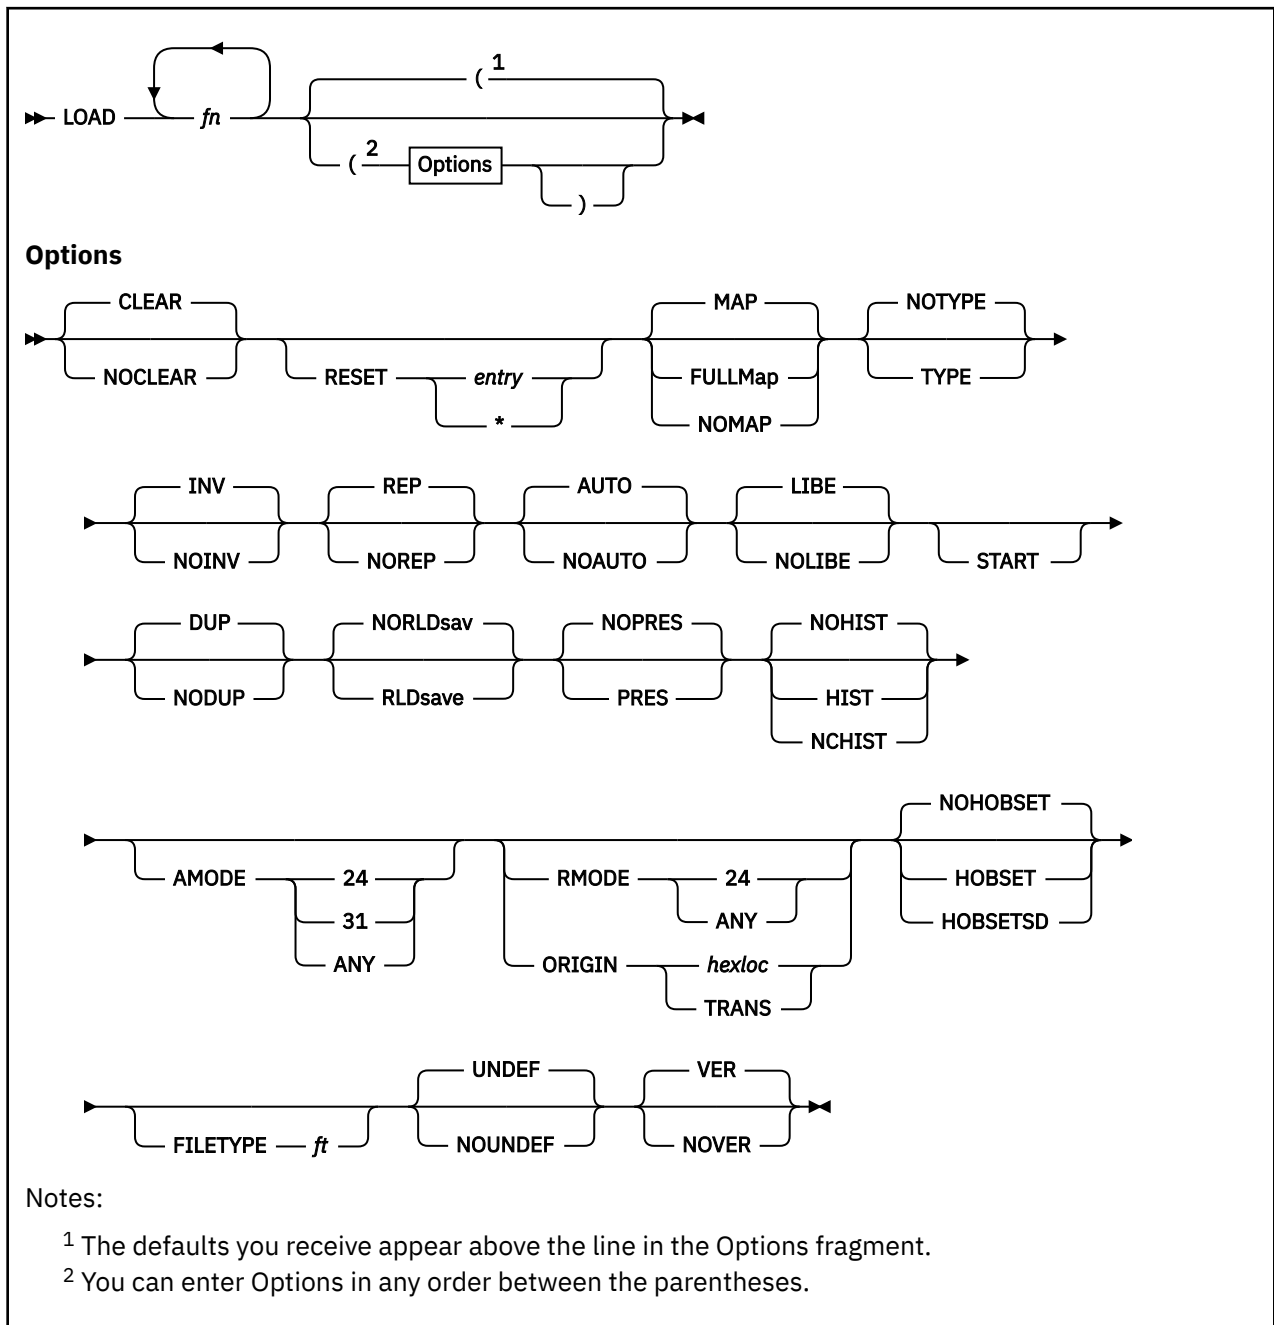 ( 1
LOAD fn
( 2 Options
)
Options
CLEAR MAP NOTYPE
NOCLEAR RESET entry FULLMap TYPE
* NOMAP
INV REP AUTO LIBE
NOINV NOREP NOAUTO NOLIBE START
DUP NORLDsav NOPRES NOHIST
NODUP RLDsave PRES HIST
NCHIST
NOHOBSET
AMODE 24 RMODE 24 HOBSET
31 ANY HOBSETSD
ANY ORIGIN hexloc
TRANS
UNDEF VER
FILETYPE ft NOUNDEF NOVER
Notes:
1 The defaults you receive appear above the line in the Options fragment.
2 You can enter Options in any order between the parentheses.